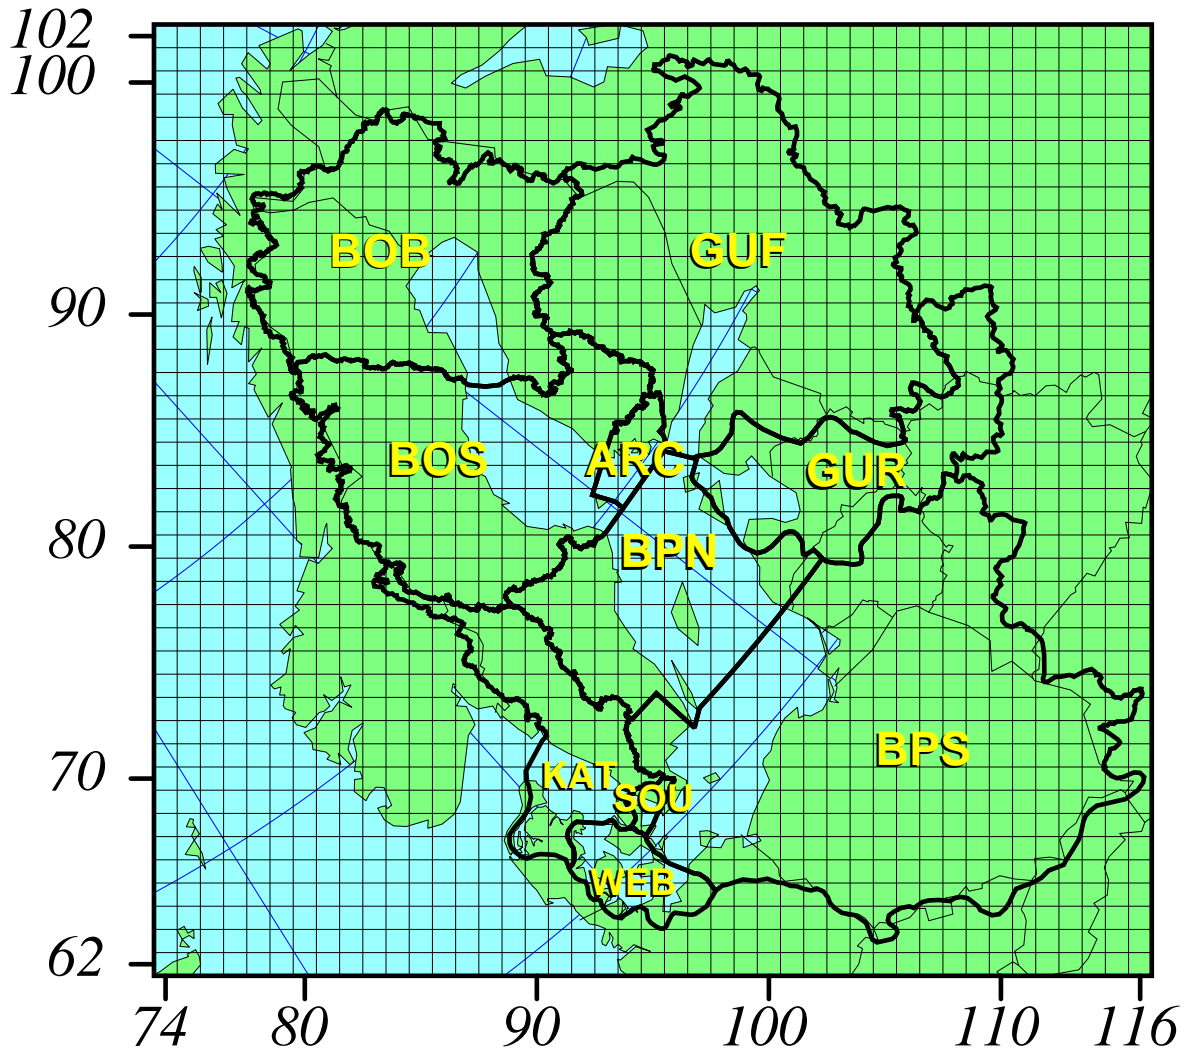 102
100
BOB
GUF
90
BOS
ARC
GUR
80
BPN
BPS
70
KAT
SOU
WEB
62
74
80
90
100
110
116